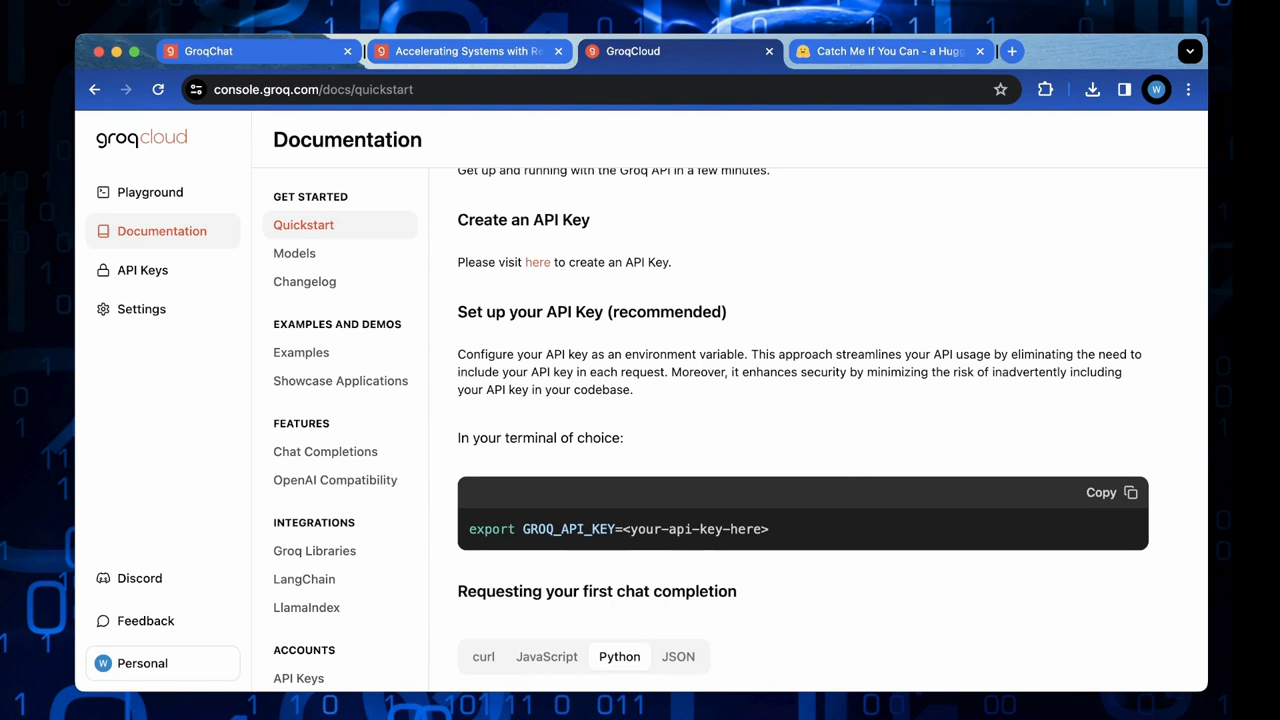 GroqChat
Accelerating Systems with Re
GroqCloud
Catch Me If You Can - a Hugg
console.groq.com/docs/quickstart
W
groqcloud
Documentation
Playground
Documentation
API Keys
Settings
Discord
Feedback
W Personal
GET STARTED
Quickstart
Models
Changelog
EXAMPLES AND DEMOS
Examples
Showcase Applications
FEATURES
Chat Completions
OpenAI Compatibility
INTEGRATIONS
Groq Libraries
LangChain
LlamaIndex
ACCOUNTS
API Keys
Get up and running with the Groq API in a few minutes.
Create an API Key
Please visit here to create an API Key.
Set up your API Key (recommended)
Configure your API key as an environment variable. This approach streamlines your API usage by eliminating the need to
include your API key in each request. Moreover, it enhances security by minimizing the risk of inadvertently including
your API key in your codebase.
In your terminal of choice:
Copy
export GROQ_API_KEY=<your-api-key-here>
Requesting your first chat completion
curl JavaScript Python JSON